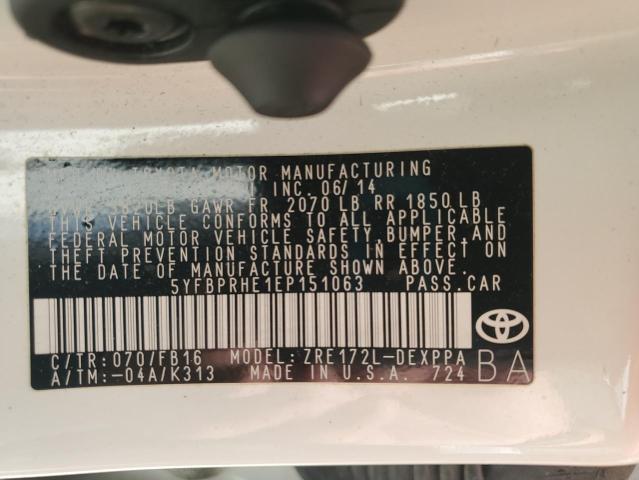 TOYOTA MOTOR MANUFACTURING
INC. 06/14
GAWR FR 2070 LB RR 1850 LB
THIS VEHICLE CONFORMS TO ALL APPLICABLE
FEDERAL MOTOR VEHICLE SAFETY, BUMPER, AND
THEFT PREVENTION STANDARDS IN EFFECT ON
THE DATE OF MANUFACTURE SHOWN ABOVE.
5YFBPRHE1EP151063 PASS.CAR
C/TR: 070/FB16 MODEL: ZRE172L-DEXPPA
A/TM:-04A/K313 MADE IN U.S.A. 724 BA